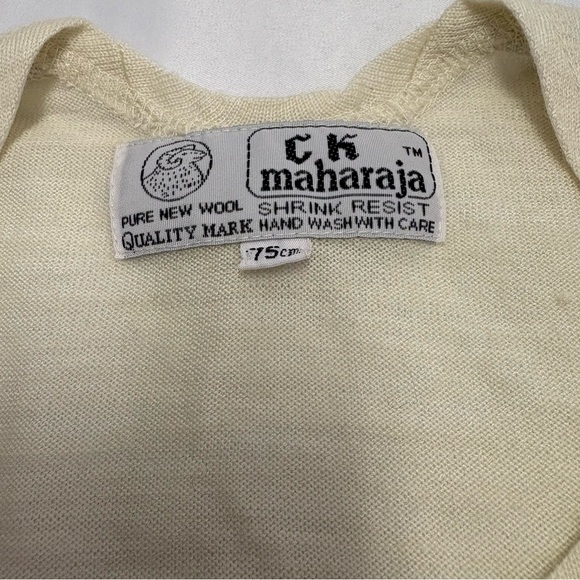 CK TM
maharaja
PURE NEW WOOL SHRINK RESIST
QUALITY MARK HAND WASH WITH CARE
75cm